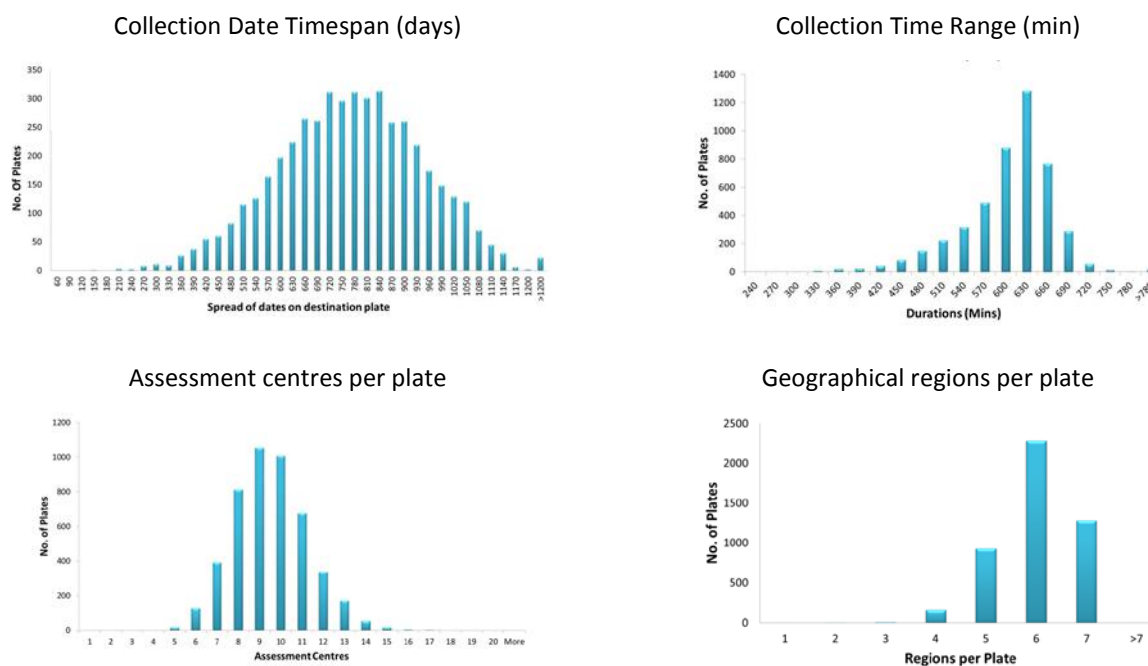 Collection Date Timespan (days)
350
300
250
200
150
100
50
0
No. Of Plates
60 90 120 150 180 210 240 270 300 330 360 390 420 450 480 510 540 570 600 630 660 690 720 750 780 810 840 870 900 930 960 990 1020 1050 1080 1110 1140 1170 1200 >1200
Spread of dates on destination plate
Collection Time Range (min)
1400
1200
1000
800
600
400
200
0
No. of Plates
240 270 300 330 360 390 420 450 480 510 540 570 600 630 660 690 720 750 780 >780
Durations (Mins)
Assessment centres per plate
1200
1000
800
600
400
200
0
No. of Plates
1 2 3 4 5 6 7 8 9 10 11 12 13 14 15 16 17 18 19 20 More
Assessment Centres
Geographical regions per plate
2500
2000
1500
1000
500
0
No. of Plates
1 2 3 4 5 6 7 >7
Regions per Plate